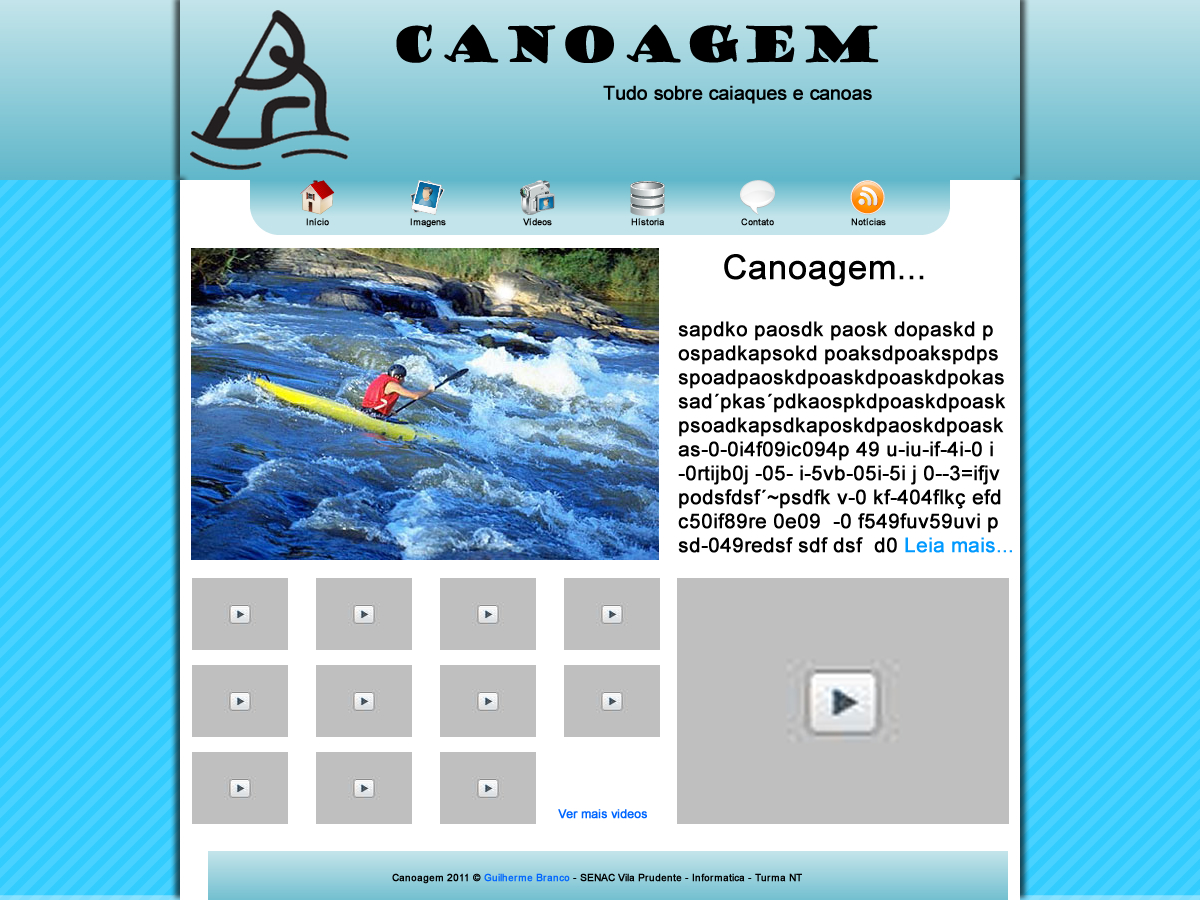 CANOAGEM
Tudo sobre caiaques e canoas
Início
Imagens
Vídeos
Historia
Contato
Notícias
Canoagem...
sapdko paosdk paosk dopaskd p
ospadkapsokd poaksdpoakspdps
spoadpaoskdpoaskdpoaskdpokas
sad´pkas´pdkaospkdpoaskdpoask
psoadkapsdkaposkdpaoskdpoask
as-0-0i4f09ic094p 49 u-iu-if-4i-0 i
-0rtijb0j -05- i-5vb-05i-5i j 0--3=ifjv
podsfdsf´~psdfk v-0 kf-404flkç efd
c50if89re 0e09  -0 f549fuv59uvi p
sd-049redsf sdf dsf  d0 Leia mais...
Ver mais videos
Canoagem 2011 © Guilherme Branco - SENAC Vila Prudente - Informatica - Turma NT